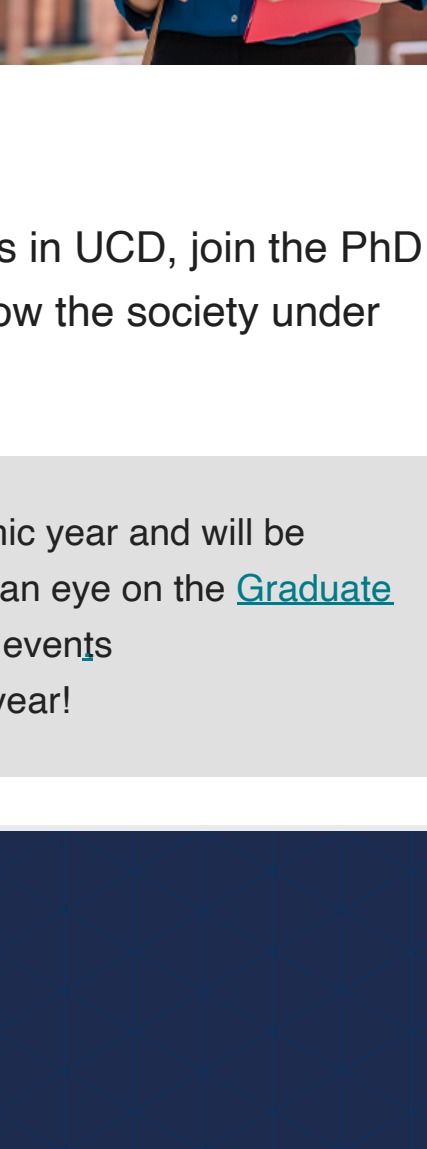 s in UCD, join the PhD
ow the society under
nic year and will be
an eye on the Graduate
events
year!